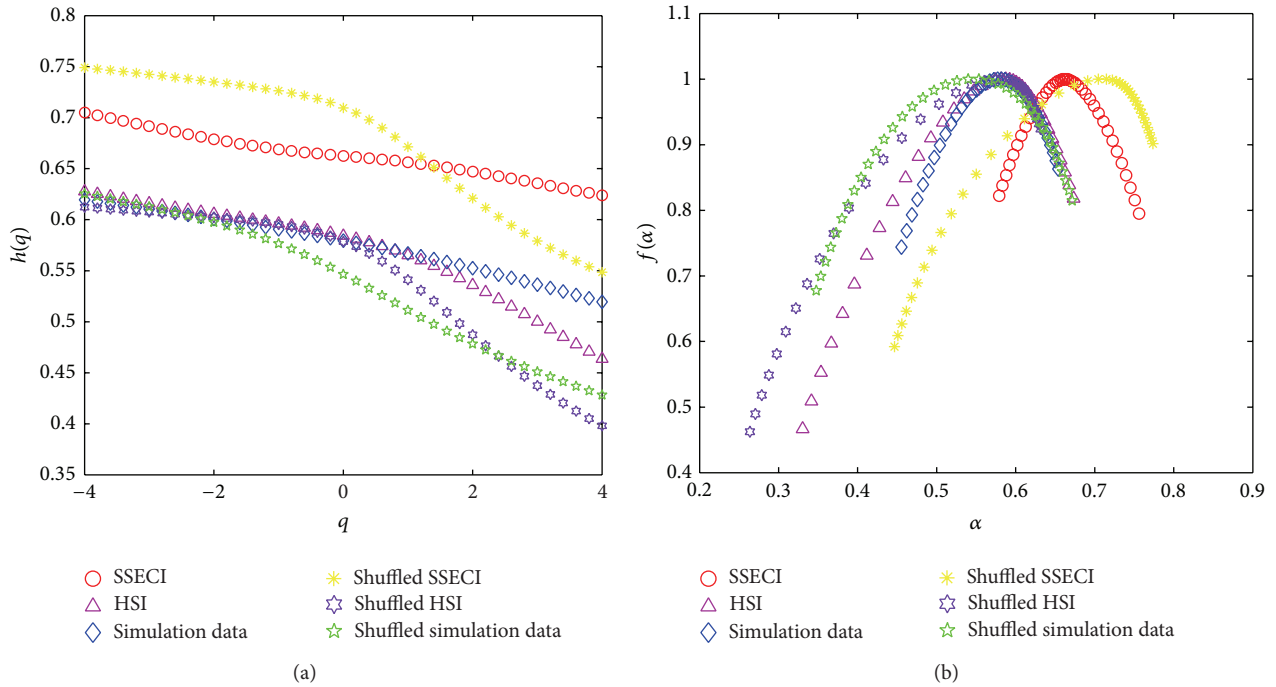 0.8
0.75
0.7
0.65
0.6
0.55
0.5
0.45
0.4
0.35
h(q)
−4
−2
0
2
4
q
SSECI
HSI
Simulation data
Shuffled SSECI
Shuffled HSI
Shuffled simulation data
(a)
1.1
1
0.9
0.8
0.7
0.6
0.5
0.4
f(α)
0.2
0.3
0.4
0.5
0.6
0.7
0.8
0.9
α
SSECI
HSI
Simulation data
Shuffled SSECI
Shuffled HSI
Shuffled simulation data
(b)